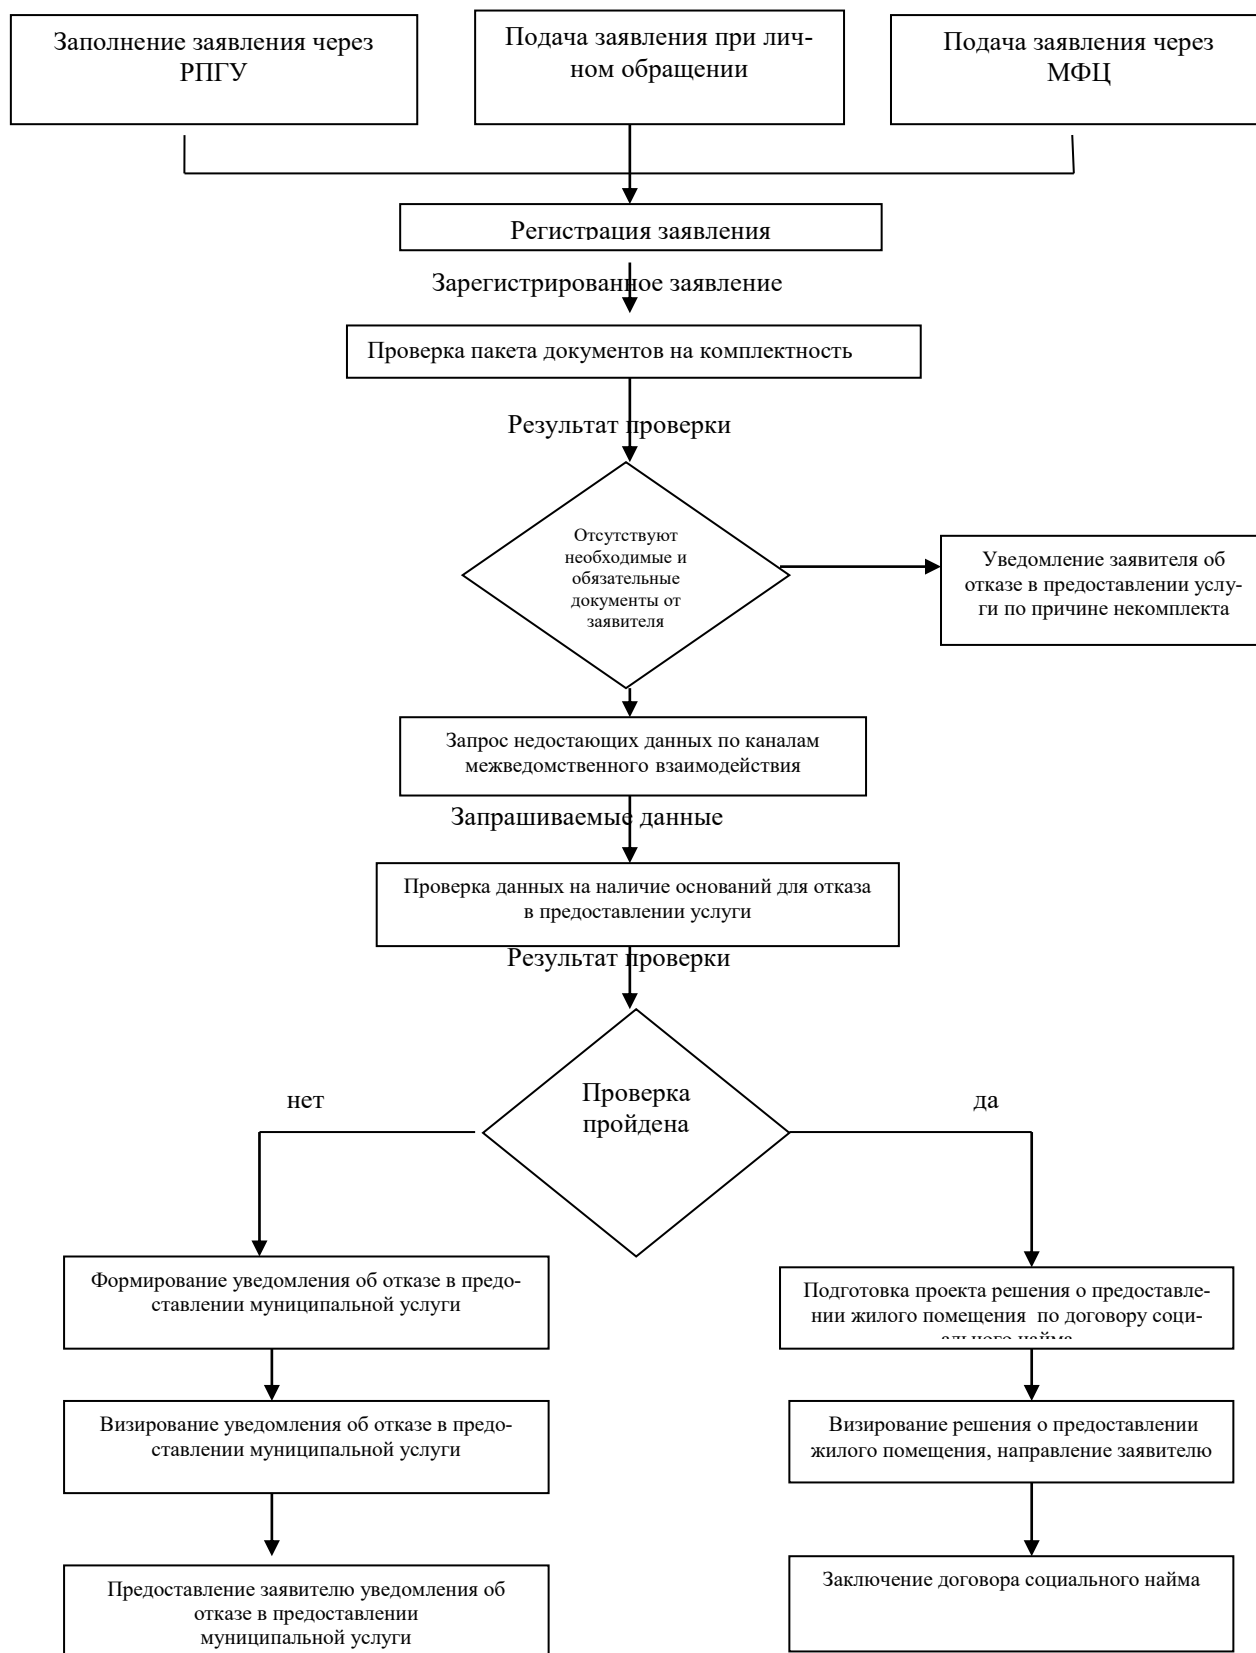 Заполнение заявления через
РПГУ
Подача заявления при лич-
ном обращении
Подача заявления через
МФЦ
Регистрация заявления
Зарегистрированное заявление
Проверка пакета документов на комплектность
Результат проверки
Отсутствуют
необходимые и
обязательные
документы от
заявителя
Уведомление заявителя об
отказе в предоставлении услу-
ги по причине некомплекта
Запрос недостающих данных по каналам
межведомственного взаимодействия
Запрашиваемые данные
Проверка данных на наличие оснований для отказа
в предоставлении услуги
Результат проверки
Проверка
пройдена
нет
да
Формирование уведомления об отказе в предо-
ставлении муниципальной услуги
Подготовка проекта решения о предоставле-
нии жилого помещения по договору соци-
ального найма
Визирование уведомления об отказе в предо-
ставлении муниципальной услуги
Визирование решения о предоставлении
жилого помещения, направление заявителю
Предоставление заявителю уведомления об
отказе в предоставлении
муниципальной услуги
Заключение договора социального найма